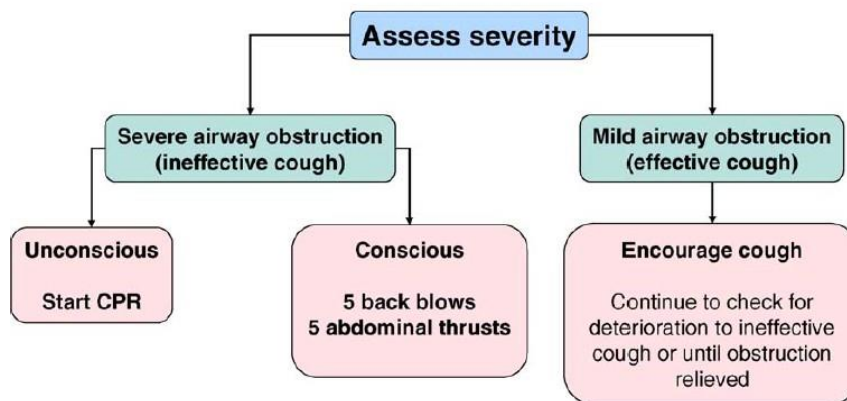 Assess severity
Severe airway obstruction
(ineffective cough)
Mild airway obstruction
(effective cough)
Unconscious
Start CPR
Conscious
5 back blows
5 abdominal thrusts
Encourage cough
Continue to check for
deterioration to ineffective
cough or until obstruction
relieved